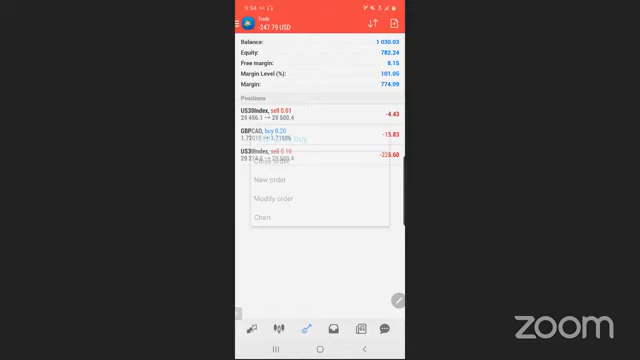 9:54
Trade
-247.79 USD
Balance: 1 030.03
Equity: 782.24
Free margin: 8.15
Margin Level (%): 101.05
Margin: 774.09
Positions
US30Index, sell 0.01
29 456.1 → 29 500.4 -4.43
GBPCAD, buy 0.20
-15.83
US30Index, sell 0.10
-225.60
Close order
New order
Modify order
Chart
zoom